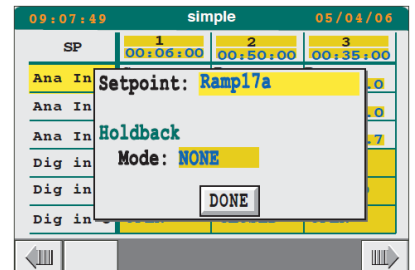 09:07:49 simple 05/04/06
SP 1 2 3
00:06:00 00:50:00 00:35:00
Ana In
Setpoint: Ramp17a
Ana In
Ana In
Holdback
Dig in
Mode: NONE
Dig in
DONE
Dig in